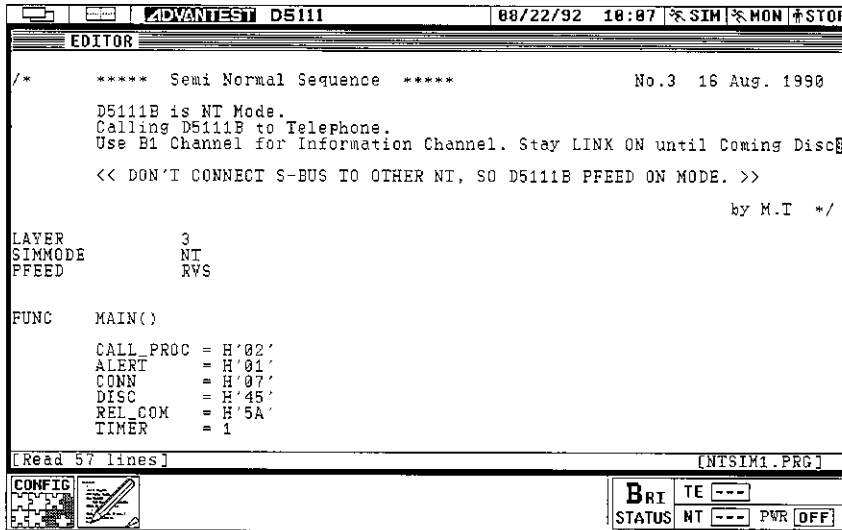 ADVANTEST D5111 08/22/92 10:07 SIM MON STOP
EDITOR
/* ***** Semi Normal Sequence ***** No.3 16 Aug. 1990
D5111B is NT Mode.
Calling D5111B to Telephone.
Use B1 Channel for Information Channel. Stay LINK ON until Coming Disc
<< DON'T CONNECT S-BUS TO OTHER NT, SO D5111B PFEED ON MODE. >>
by M.T */
LAYER 3
SIMMODE NT
PFEED RVS
FUNC MAIN()
CALL_PROC = H'02'
ALERT = H'01'
CONN = H'07'
DISC = H'45'
REL_COM = H'5A'
TIMER = 1
[Read 57 lines] [NTSIM1.PRG]
CONFIG
BRI STATUS
TE ---
NT --- PWR OFF